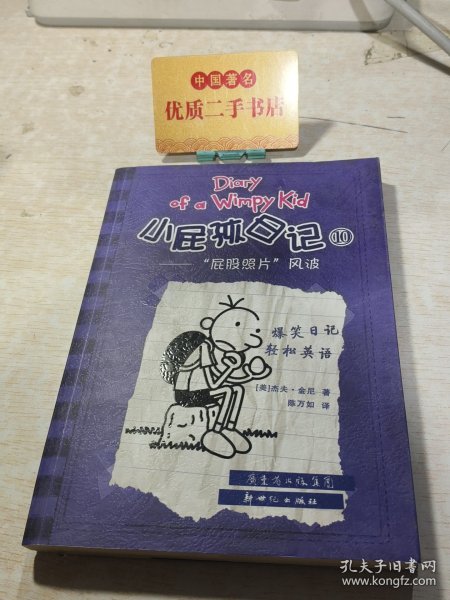 中国著名
优质二手书店
Diary
of a Wimpy Kid
小屁孩日记⑩
——“屁股照片”风波
爆笑日记
轻松英语
[美]杰夫·金尼 著
陈万如 译
广东省出版集团
新世纪出版社
孔夫子旧书网
www.kongfz.com